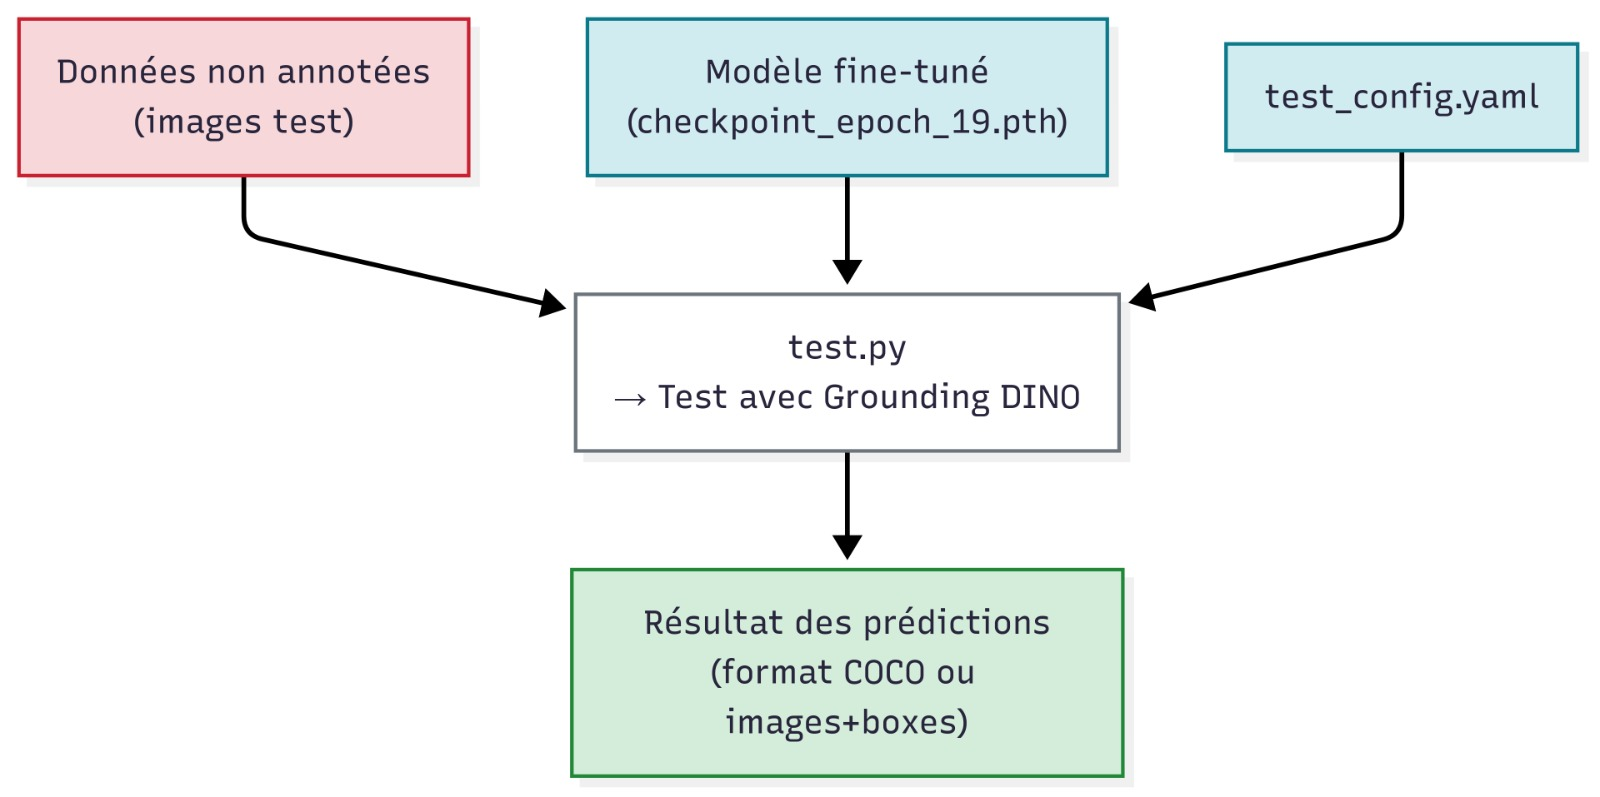 Données non annotées
(images test)
Modèle fine-tuné
(checkpoint_epoch_19.pth)
test_config.yaml
test.py
→ Test avec Grounding DINO
Résultat des prédictions
(format COCO ou
images+boxes)